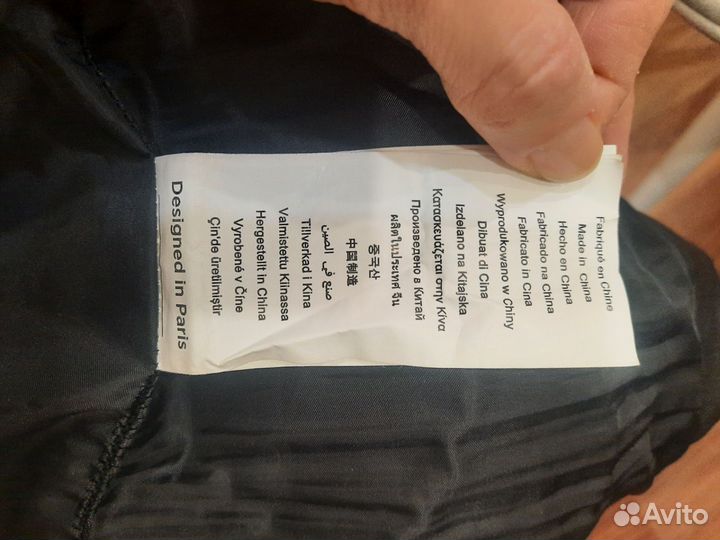 Fabriqué en Chine
Made in China
Hecho en China
Fabricado na China
Fabricato in Cina
Wyprodukowano w Chiny
Dibuat di Cina
Izdelano na Kitajska
Κατασκευάζεται στην Κίνα
Произведено в Китай
ผลิตในประเทศ จีน
중국산
中国制造
صنع في الصين
Tillverkad i Kina
Valmistettu Kiinassa
Hergestellt in China
Vyrobené v Číne
Çin'de üretilmiştir
Designed in Paris
Avito